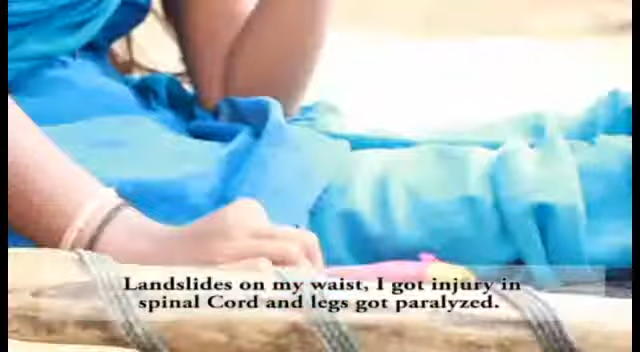 Landslides on my waist, I got injury in
spinal Cord and legs got paralyzed.